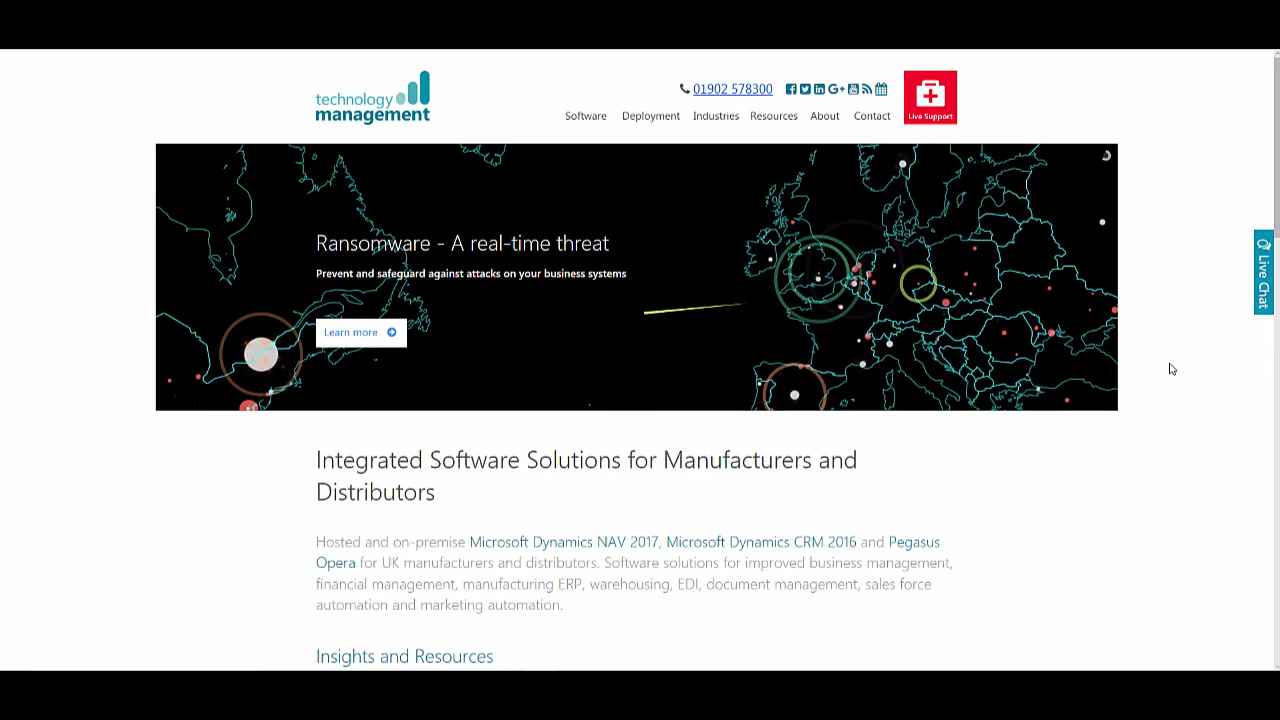 technology
management
01902 578300
Live Support
Software Deployment Industries Resources About Contact
Ransomware - A real-time threat
Prevent and safeguard against attacks on your business systems
Learn more
Live Chat
Integrated Software Solutions for Manufacturers and
Distributors
Hosted and on-premise Microsoft Dynamics NAV 2017, Microsoft Dynamics CRM 2016 and Pegasus
Opera for UK manufacturers and distributors. Software solutions for improved business management,
financial management, manufacturing ERP, warehousing, EDI, document management, sales force
automation and marketing automation.
Insights and Resources